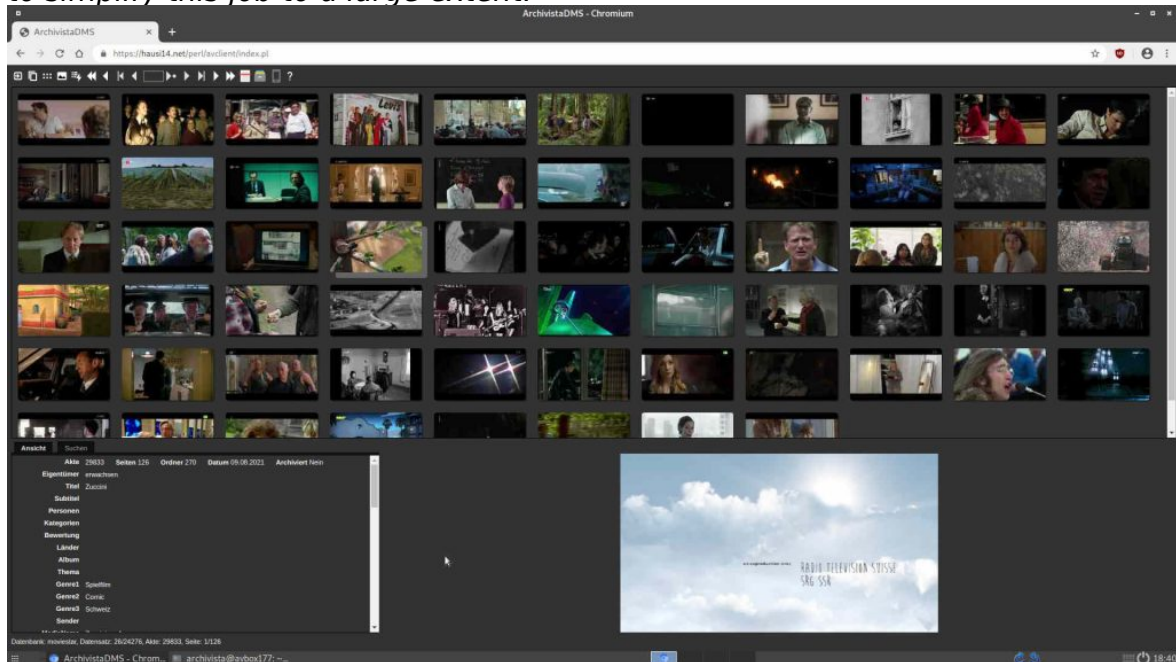 to simplify this job to a large extent.
ArchivistaDMS - Chromium
ArchivistaDMS
https://hausi14.net/perl/avclient/index.pl
Ansicht Suchen
Akte 29833 Seiten 126 Ordner 270 Datum 09.08.2021 Archiviert Nein
Eigentümer erwachsen
Titel Zuccini
Subtitel
Personen
Kategorien
Bewertung
Länder
Album
Thema
Genre1 Spielfilm
Genre2 Comic
Genre3 Schweiz
Sender
RADIO TELEVISION SUISSE
SRG SSR
Datenbank: moviestar, Datensatz: 26/24276, Akte: 29833, Seite: 1/126
ArchivistaDMS - Chrom... archivista@avbox177: ~...
18:40